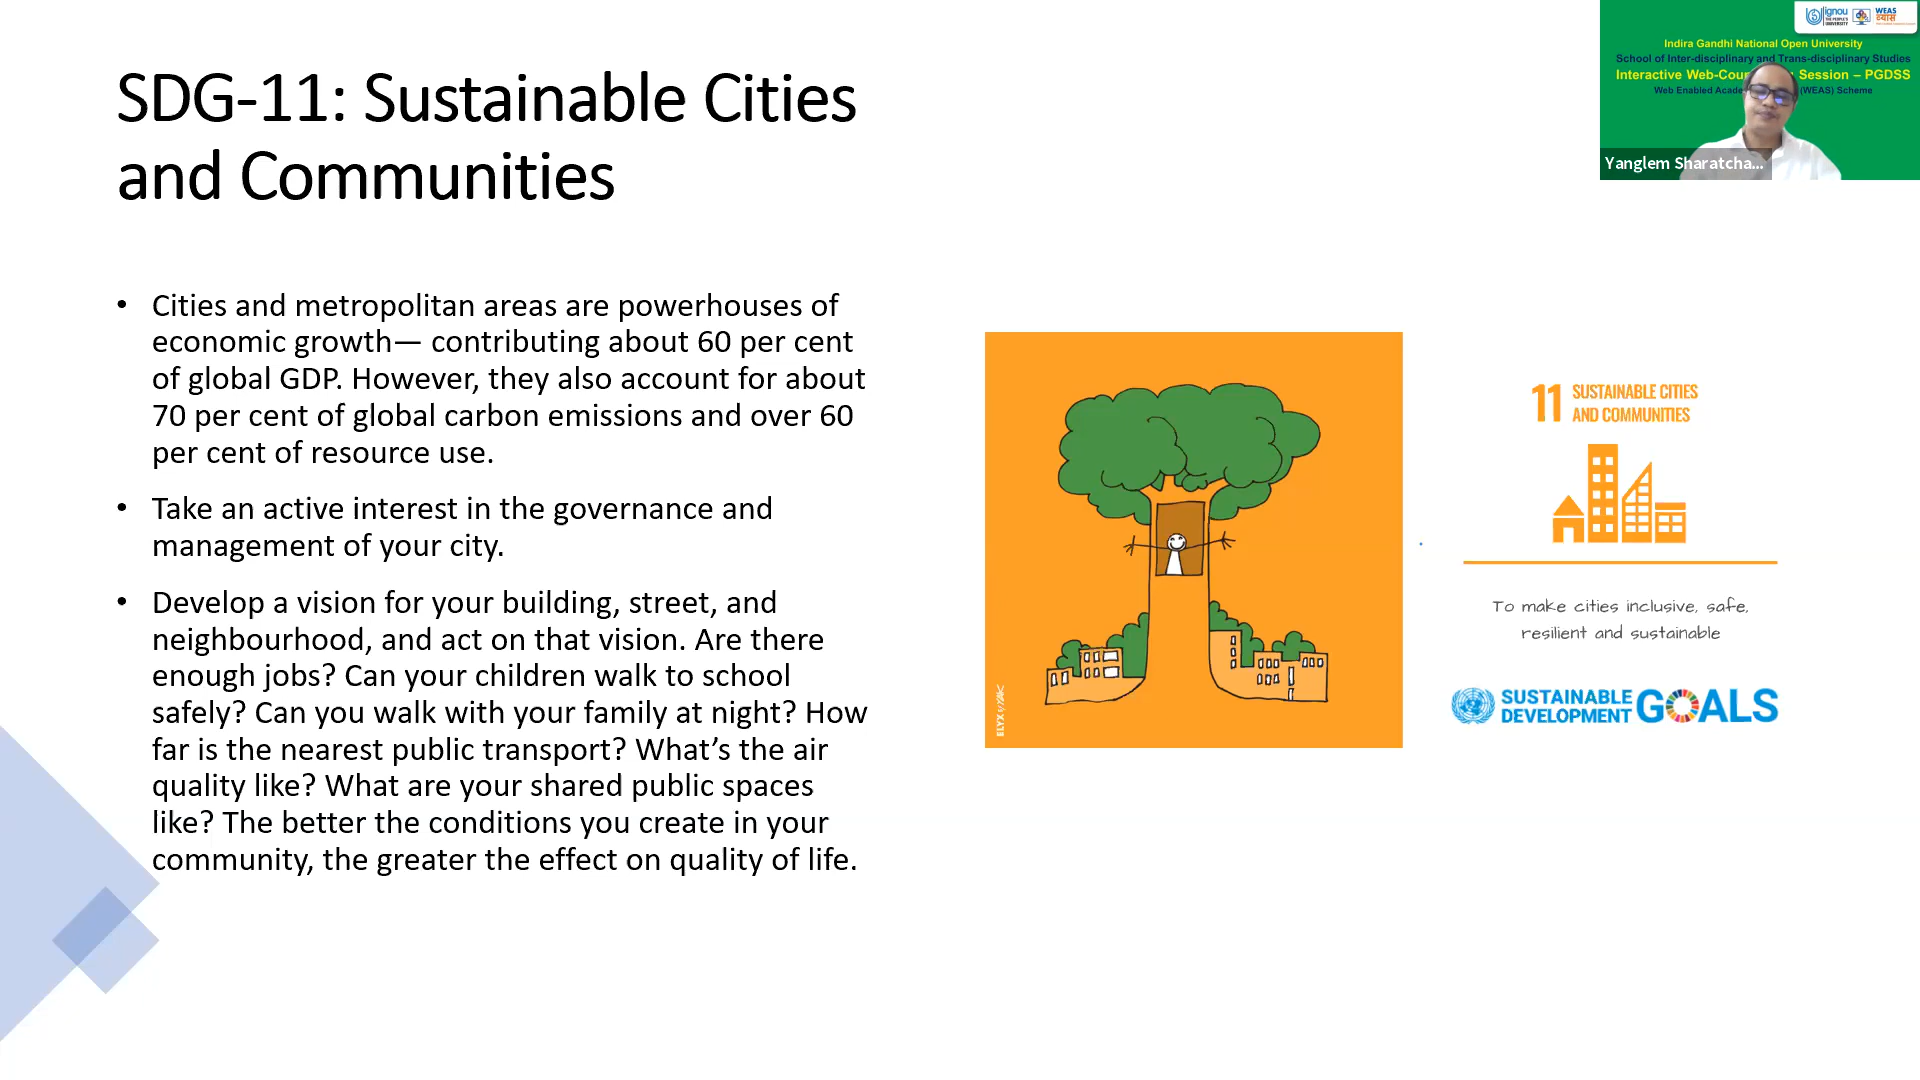 SDG-11: Sustainable Cities
and Communities
• Cities and metropolitan areas are powerhouses of
economic growth— contributing about 60 per cent
of global GDP. However, they also account for about
70 per cent of global carbon emissions and over 60
per cent of resource use.
• Take an active interest in the governance and
management of your city.
• Develop a vision for your building, street, and
neighbourhood, and act on that vision. Are there
enough jobs? Can your children walk to school
safely? Can you walk with your family at night? How
far is the nearest public transport? What’s the air
quality like? What are your shared public spaces
like? The better the conditions you create in your
community, the greater the effect on quality of life.
ELYX
11 SUSTAINABLE CITIES
AND COMMUNITIES
To make cities inclusive, safe,
resilient and sustainable
SUSTAINABLE
DEVELOPMENT
GOALS
ignou
THE PEOPLE'S
UNIVERSITY
WEAS
Indira Gandhi National Open University
School of Inter-disciplinary and Trans-disciplinary Studies
Interactive Web-Cou Session – PGDSS
Web Enabled Acade (WEAS) Scheme
Yanglem Sharatcha...